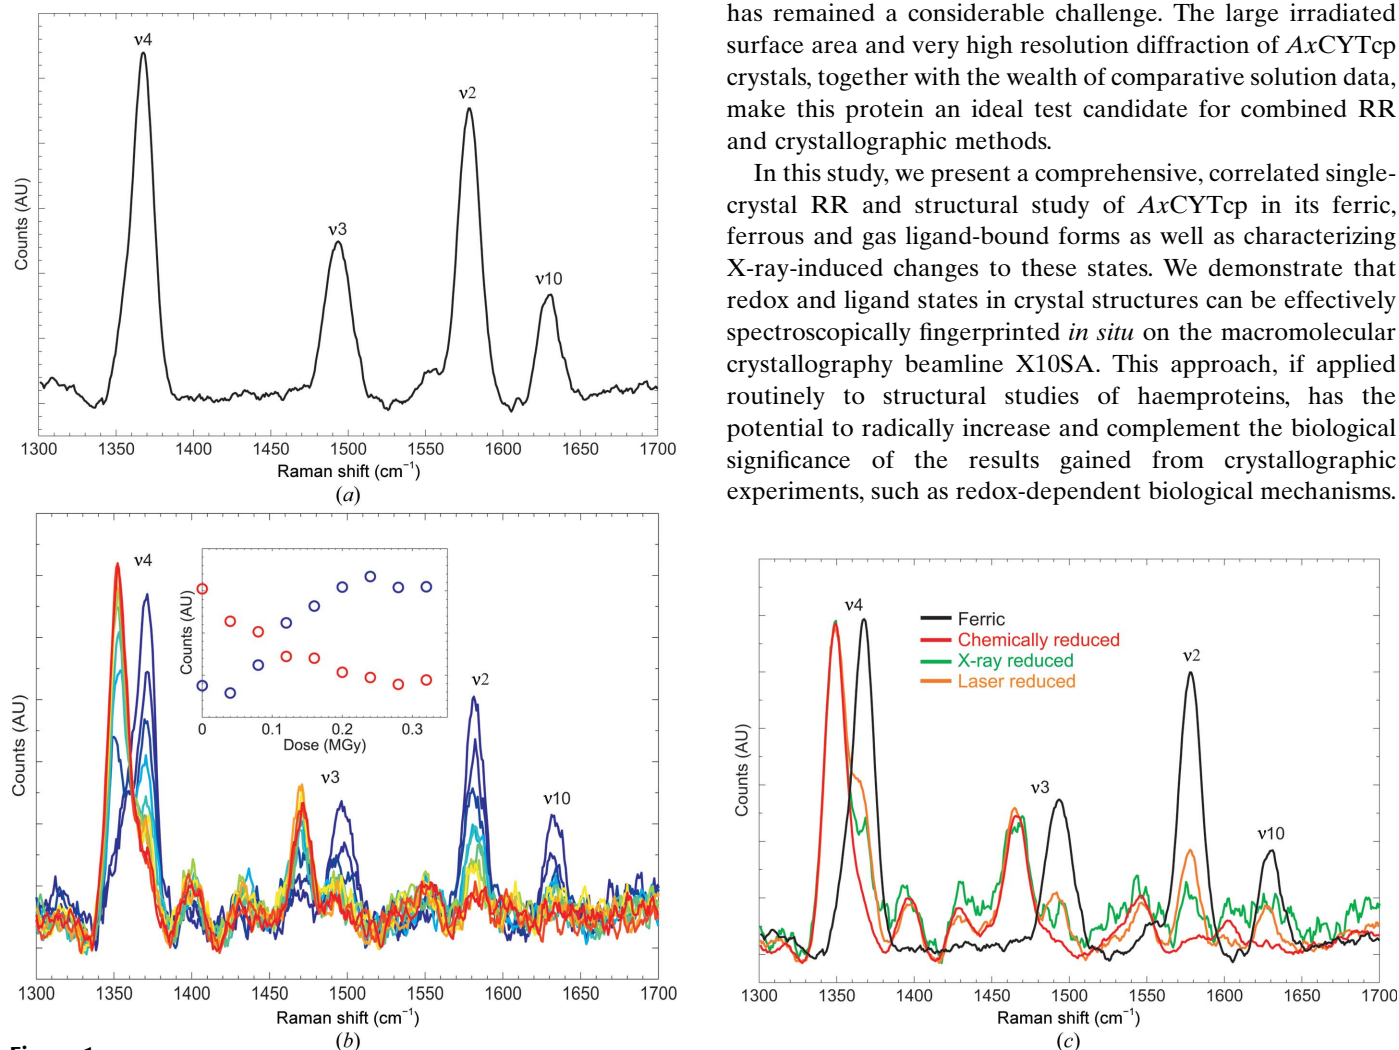 ν4
ν2
ν3
ν10
Counts (AU)
1300 1350 1400 1450 1500 1550 1600 1650 1700
Raman shift (cm⁻¹)
(a)
has remained a considerable challenge. The large irradiated
surface area and very high resolution diffraction of AxCYTcp
crystals, together with the wealth of comparative solution data,
make this protein an ideal test candidate for combined RR
and crystallographic methods.
In this study, we present a comprehensive, correlated single-
crystal RR and structural study of AxCYTcp in its ferric,
ferrous and gas ligand-bound forms as well as characterizing
X-ray-induced changes to these states. We demonstrate that
redox and ligand states in crystal structures can be effectively
spectroscopically fingerprinted in situ on the macromolecular
crystallography beamline X10SA. This approach, if applied
routinely to structural studies of haemproteins, has the
potential to radically increase and complement the biological
significance of the results gained from crystallographic
experiments, such as redox-dependent biological mechanisms.
ν4
Counts (AU)
0 0.1 0.2 0.3
Dose (MGy)
ν2
ν3
ν10
Counts (AU)
1300 1350 1400 1450 1500 1550 1600 1650 1700
Raman shift (cm⁻¹)
(b)
ν4
Ferric
Chemically reduced
X-ray reduced
Laser reduced
ν2
ν3
ν10
Counts (AU)
1300 1350 1400 1450 1500 1550 1600 1650 1700
Raman shift (cm⁻¹)
(c)